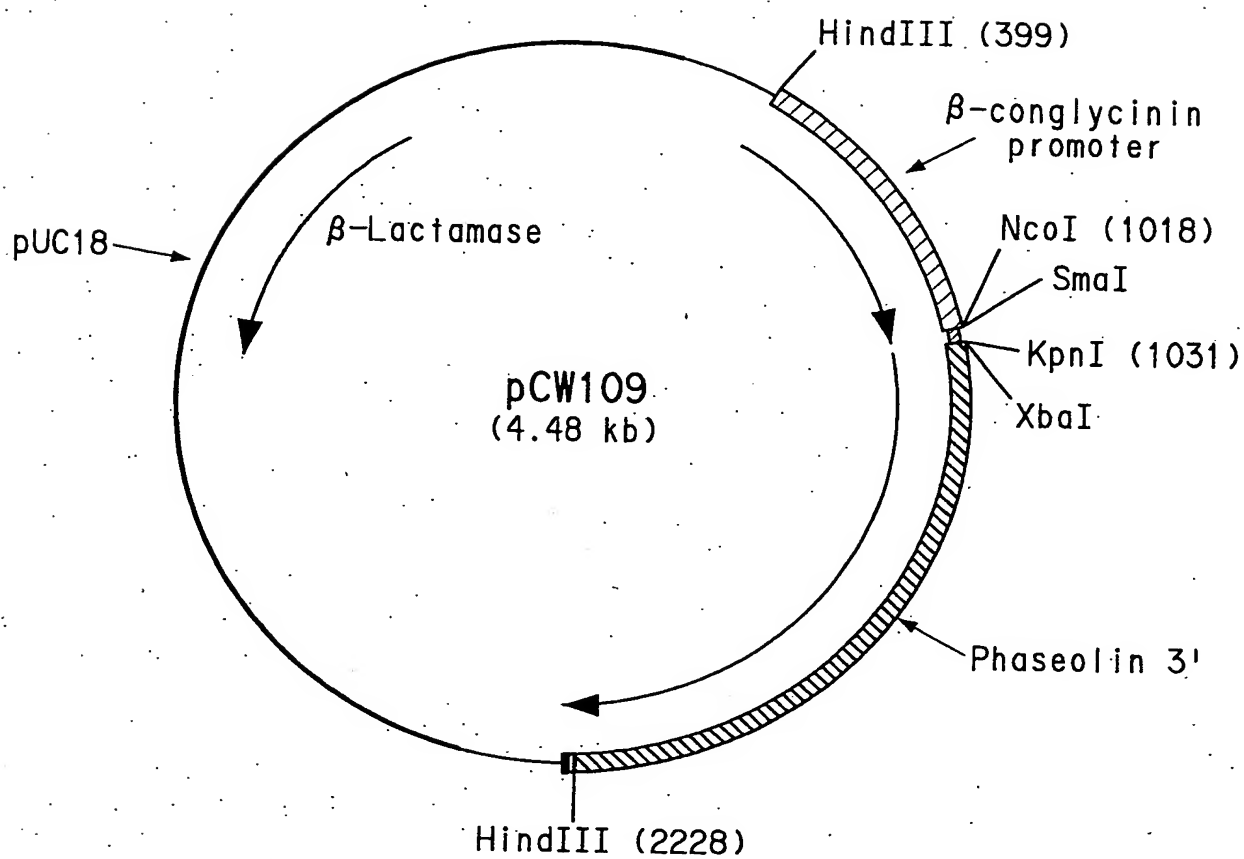 HindIII (399)
β-conglycinin
promoter
NcoI (1018)
SmaI
KpnI (1031)
XbaI
pUC18
β-Lactamase
pCW109
(4.48 kb)
Phaseolin 3'
HindIII (2228)